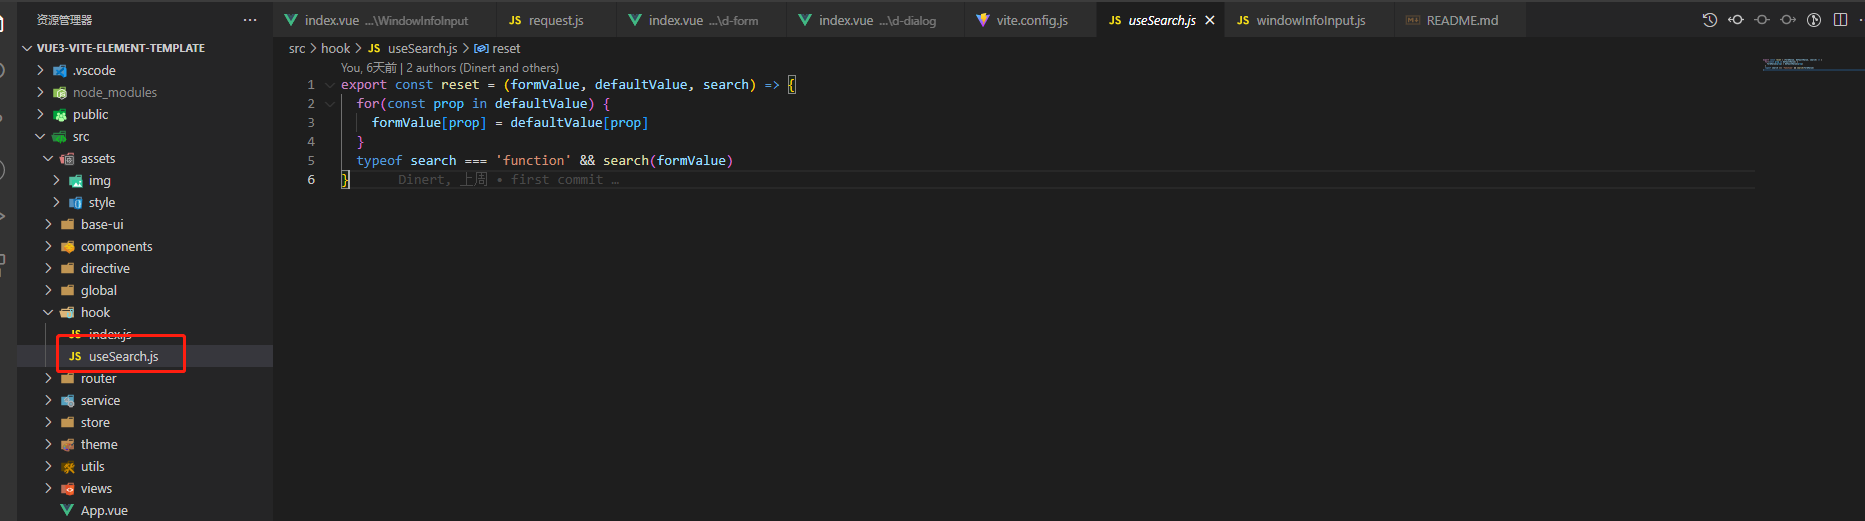 资源管理器 ···
index.vue ...\WindowInfoInput JS request.js index.vue ...\d-form index.vue ...\d-dialog vite.config.js JS useSearch.js JS windowInfoInput.js README.md
VUE3-VITE-ELEMENT-TEMPLATE
src > hook > JS useSearch.js > reset
.vscode
node_modules
public
src
assets
img
style
base-ui
components
directive
global
hook
JS index.js
JS useSearch.js
router
service
store
theme
utils
views
App.vue
You, 6天前 | 2 authors (Dinert and others)
1 export const reset = (formValue, defaultValue, search) => {
2 for(const prop in defaultValue) {
3 formValue[prop] = defaultValue[prop]
4 }
5 typeof search === 'function' && search(formValue)
6 } Dinert, 上周 • first commit …